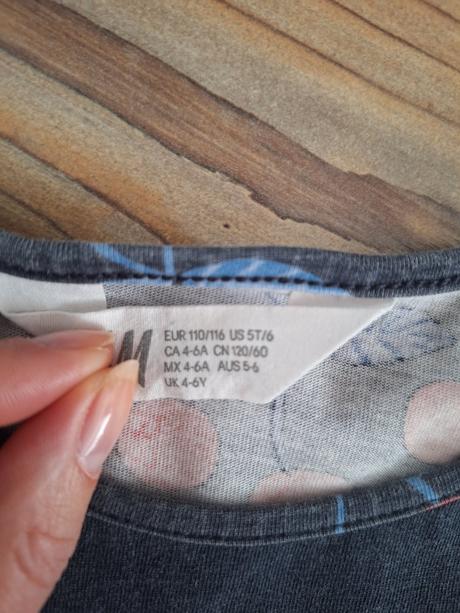 EUR 110/116 US 5T/6
CA 4-6A CN 120/60
MX 4-6A AUS 5-6
UK 4-6Y